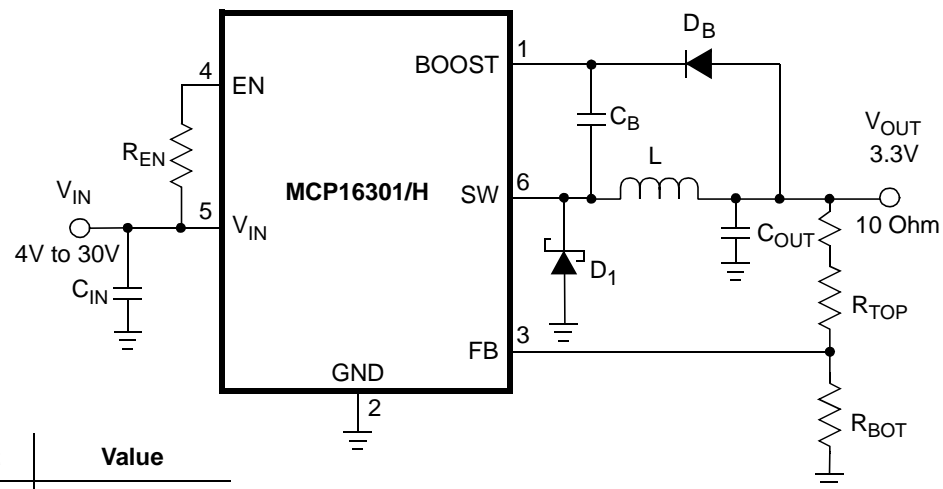 D_B
1
BOOST
4
EN
C_B
V_OUT
3.3V
R_EN
L
MCP16301/H
6
SW
V_IN
5
V_IN
4V to 30V
C_OUT
10 Ohm
C_IN
D_1
R_TOP
3
FB
GND
2
R_BOT
Value